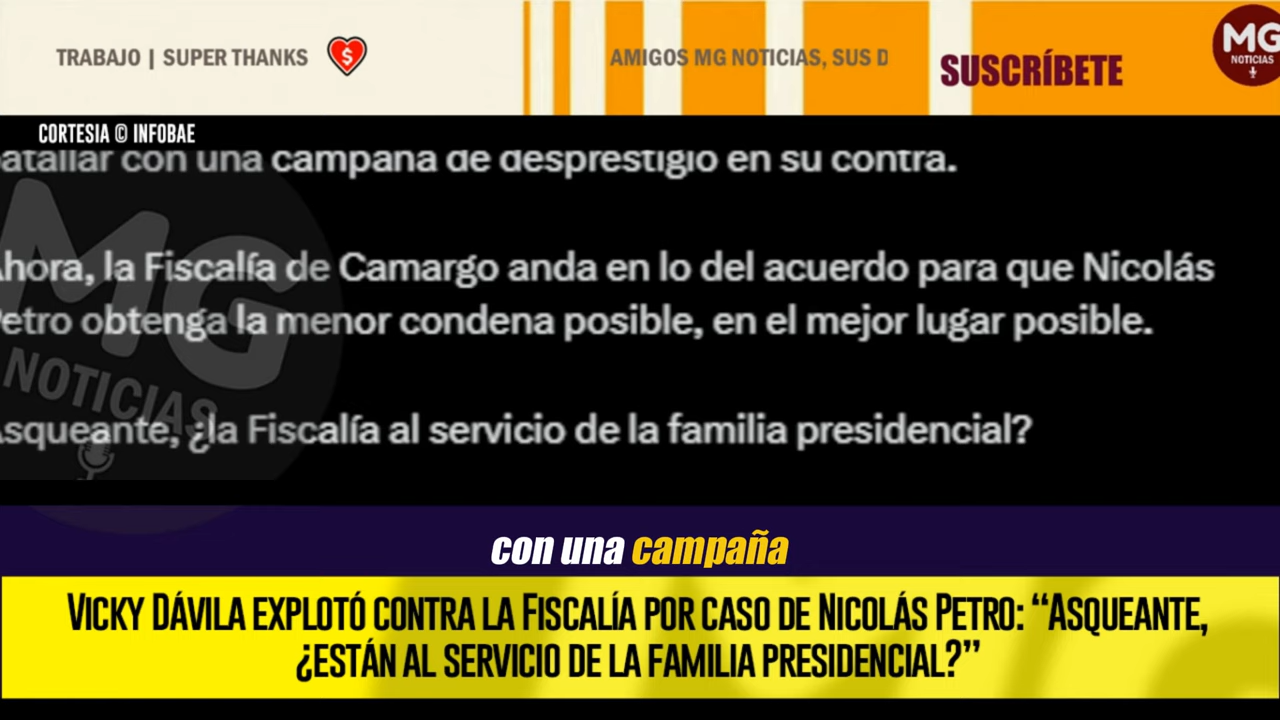 TRABAJO | SUPER THANKS
AMIGOS MG NOTICIAS, SUS D
SUSCRÍBETE
MG
NOTICIAS
CORTESIA © INFOBAE
atallar con una campaña de desprestigio en su contra.
hora, la Fiscalía de Camargo anda en lo del acuerdo para que Nicolás
etro obtenga la menor condena posible, en el mejor lugar posible.
MG
NOTICIAS
squeante, ¿la Fiscalía al servicio de la familia presidencial?
con una campaña
VICKY DÁVILA EXPLOTÓ CONTRA LA FISCALÍA POR CASO DE NICOLÁS PETRO: “ASQUEANTE,
¿ESTÁN AL SERVICIO DE LA FAMILIA PRESIDENCIAL?”